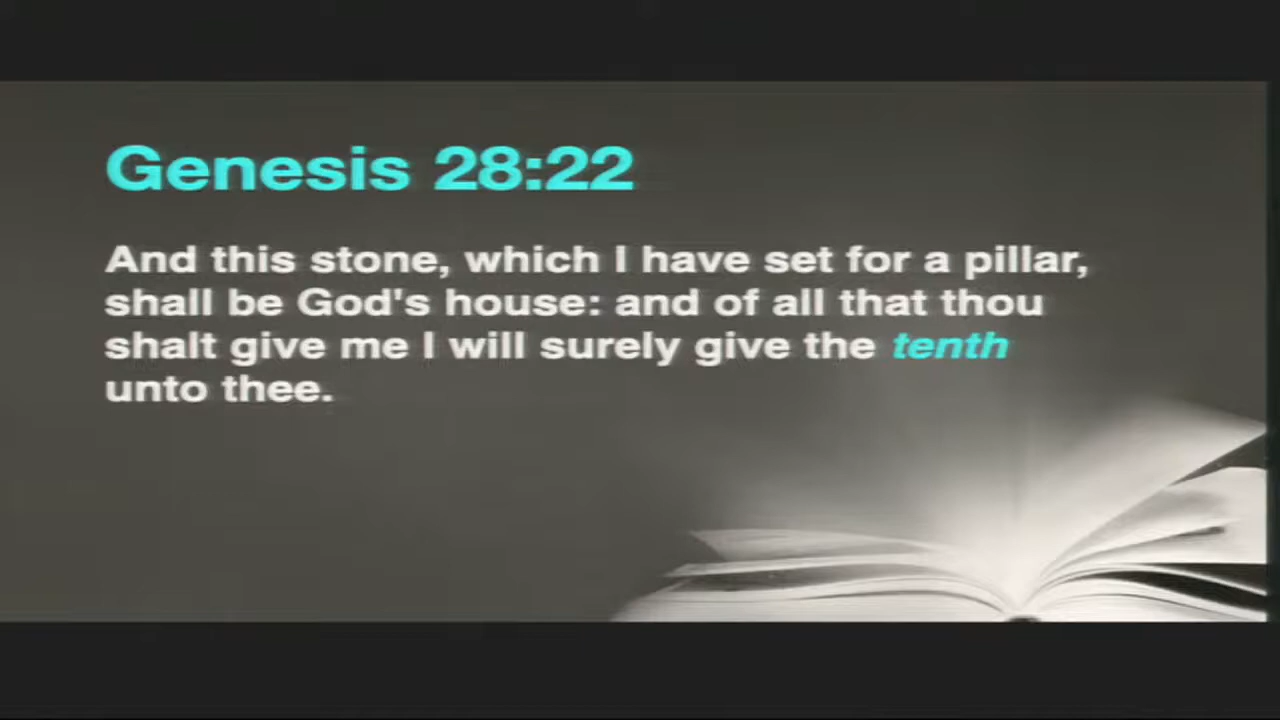 Genesis 28:22
And this stone, which I have set for a pillar,
shall be God's house: and of all that thou
shalt give me I will surely give the tenth
unto thee.